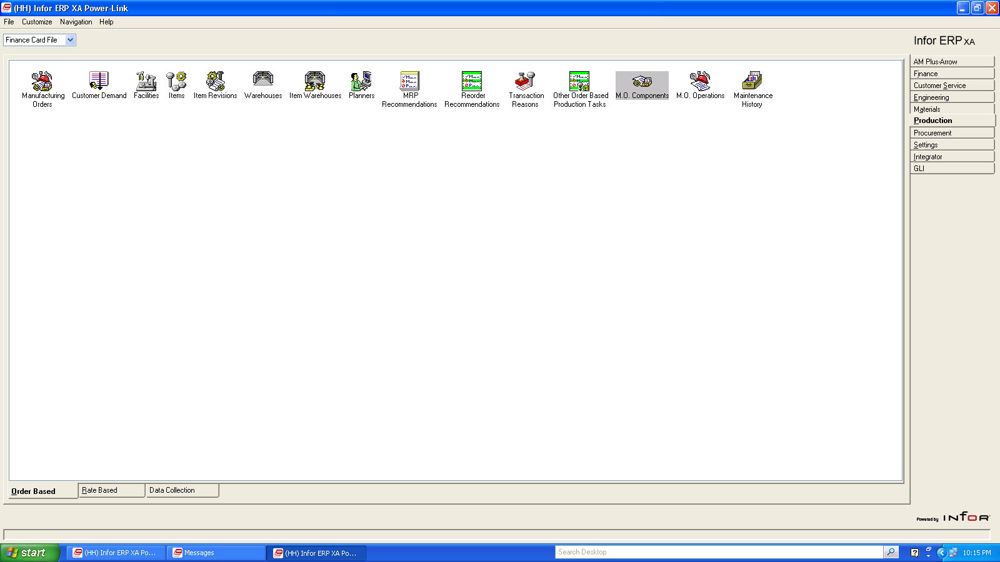 (HH) Infor ERP XA Power-Link
File Customize Navigation Help
Finance Card File
Infor ERP XA
AM Plus-Arrow
Finance
Customer Service
Engineering
Materials
Production
Procurement
Settings
Integrator
GLI
Manufacturing Orders
Customer Demand
Facilities
Items
Item Revisions
Warehouses
Item Warehouses
Planners
MRP Recommendations
Reorder Recommendations
Transaction Reasons
Other Order Based Production Tasks
M.O. Components
M.O. Operations
Maintenance History
Order Based
Rate Based
Data Collection
Powered by infor
start
(HH) Infor ERP XA Po...
Messages
(HH) Infor ERP XA Po...
Search Desktop
10:15 PM